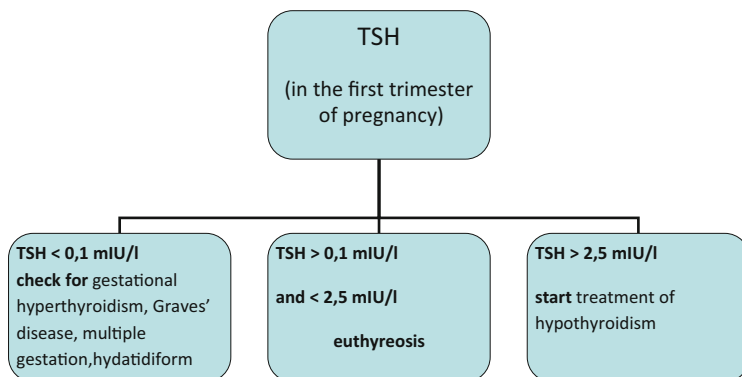 TSH
(in the first trimester
of pregnancy)
TSH < 0,1 mIU/l
check for gestational
hyperthyroidism, Graves’
disease, multiple
gestation,hydatidiform
TSH > 0,1 mIU/l
and < 2,5 mIU/l
euthyreosis
TSH > 2,5 mIU/l
start treatment of
hypothyroidism